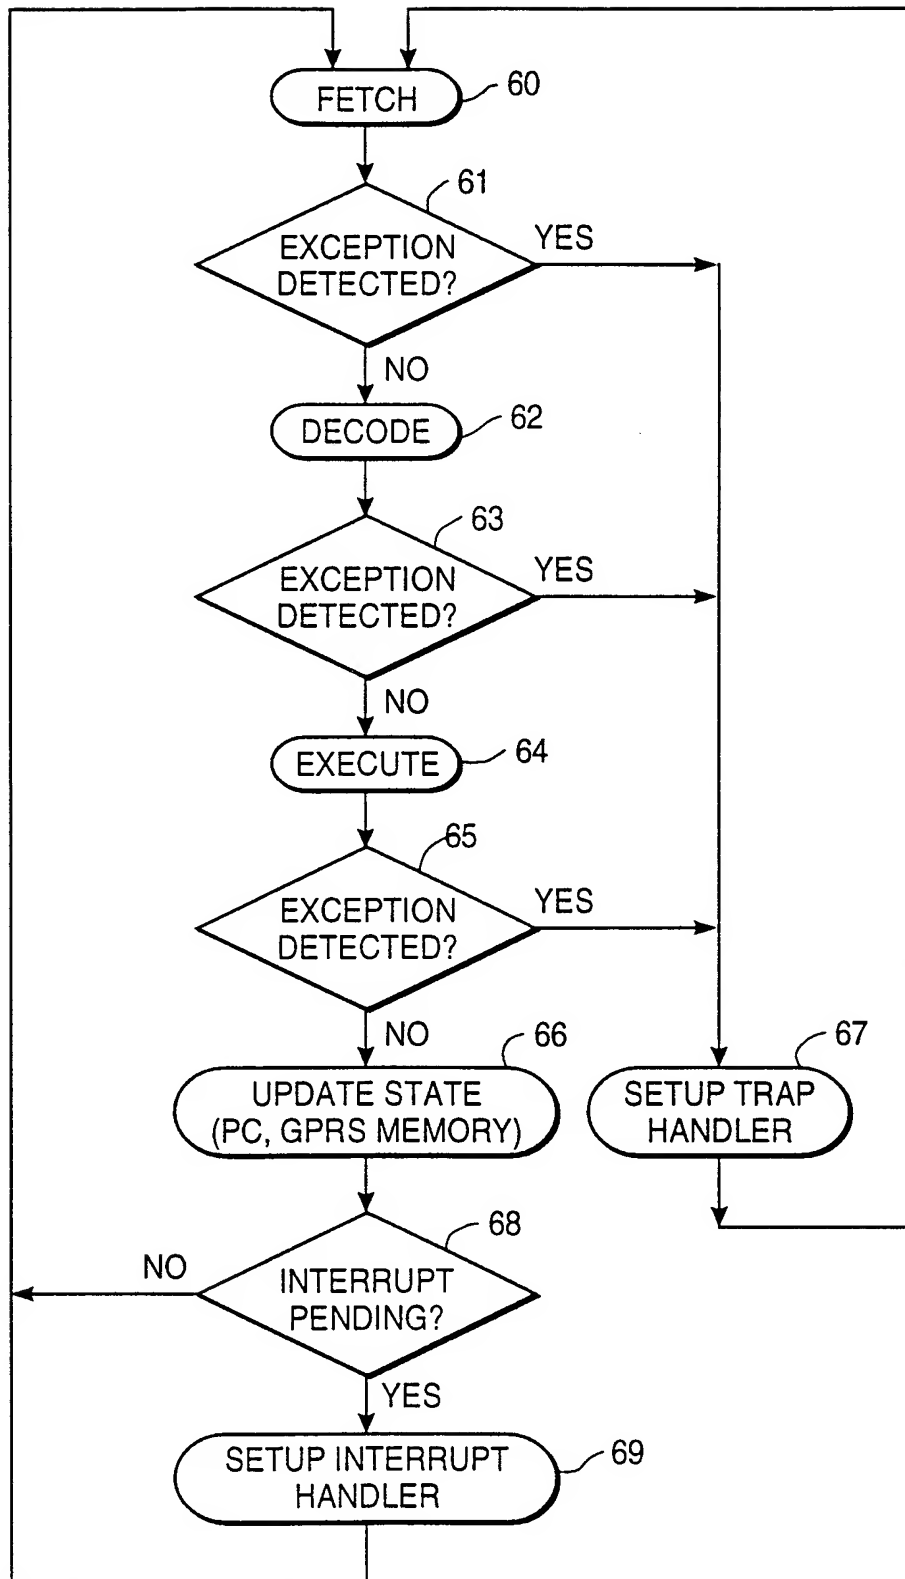 FETCH
60
61
EXCEPTION
DETECTED?
YES
NO
DECODE
62
63
EXCEPTION
DETECTED?
YES
NO
EXECUTE
64
65
EXCEPTION
DETECTED?
YES
NO
66
UPDATE STATE
(PC, GPRS MEMORY)
67
SETUP TRAP
HANDLER
68
NO
INTERRUPT
PENDING?
YES
SETUP INTERRUPT
HANDLER
69